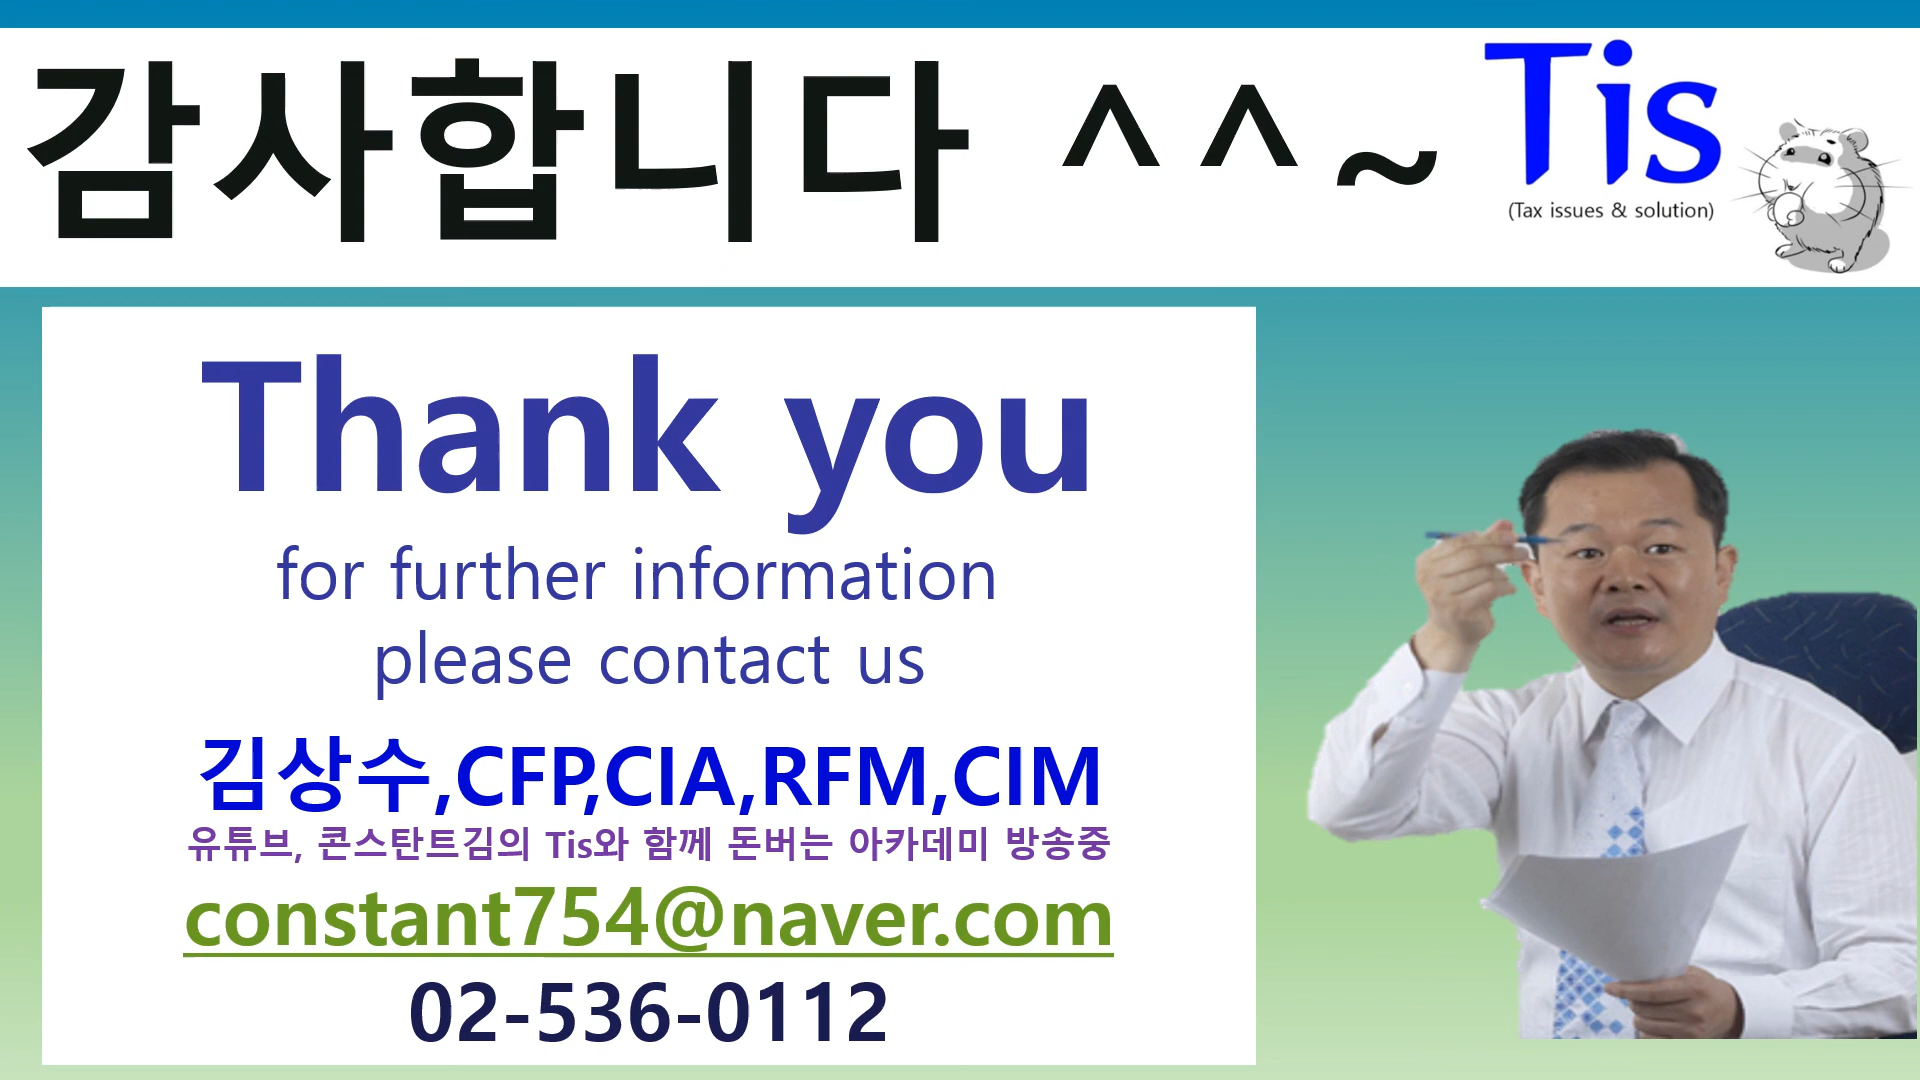 감사합니다 ^^~
Tis
(Tax issues & solution)
Thank you
for further information
please contact us
김상수,CFP,CIA,RFM,CIM
유튜브, 콘스탄트김의 Tis와 함께 돈버는 아카데미 방송중
constant754@naver.com
02-536-0112